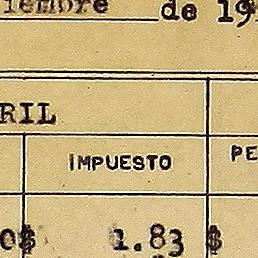 iembre de 19
RIL
IMPUESTO PE
0$ 1.83 $